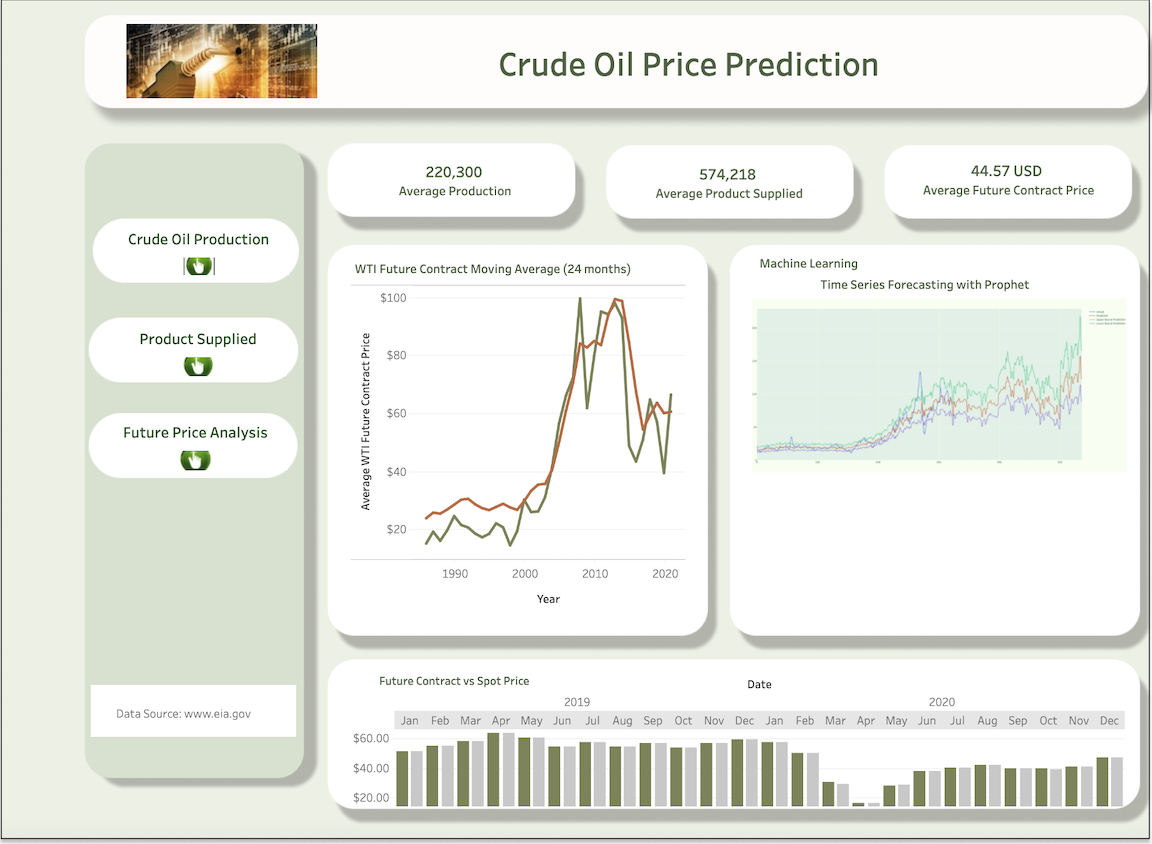 Crude Oil Price Prediction
220,300
Average Production
574,218
Average Product Supplied
44.57 USD
Average Future Contract Price
Crude Oil Production
Product Supplied
Future Price Analysis
Data Source: www.eia.gov
WTI Future Contract Moving Average (24 months)
Average WTI Future Contract Price
$100
$80
$60
$40
$20
1990 2000 2010 2020
Year
Machine Learning
Time Series Forecasting with Prophet
Future Contract vs Spot Price
Date
2019 2020
Jan Feb Mar Apr May Jun Jul Aug Sep Oct Nov Dec Jan Feb Mar Apr May Jun Jul Aug Sep Oct Nov Dec
$60.00
$40.00
$20.00